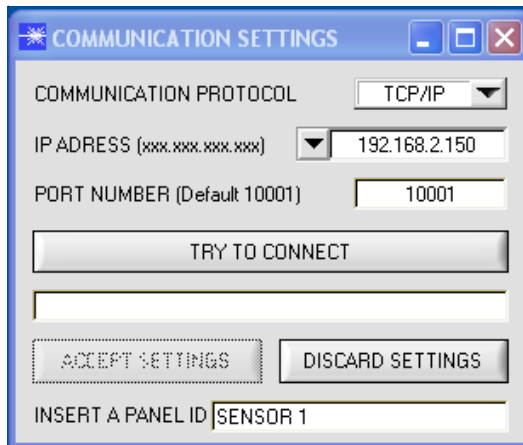 COMMUNICATION SETTINGS
COMMUNICATION PROTOCOL TCP/IP
IP ADRESS (xxx.xxx.xxx.xxx) 192.168.2.150
PORT NUMBER (Default 10001) 10001
TRY TO CONNECT
ACCEPT SETTINGS DISCARD SETTINGS
INSERT A PANEL ID SENSOR 1